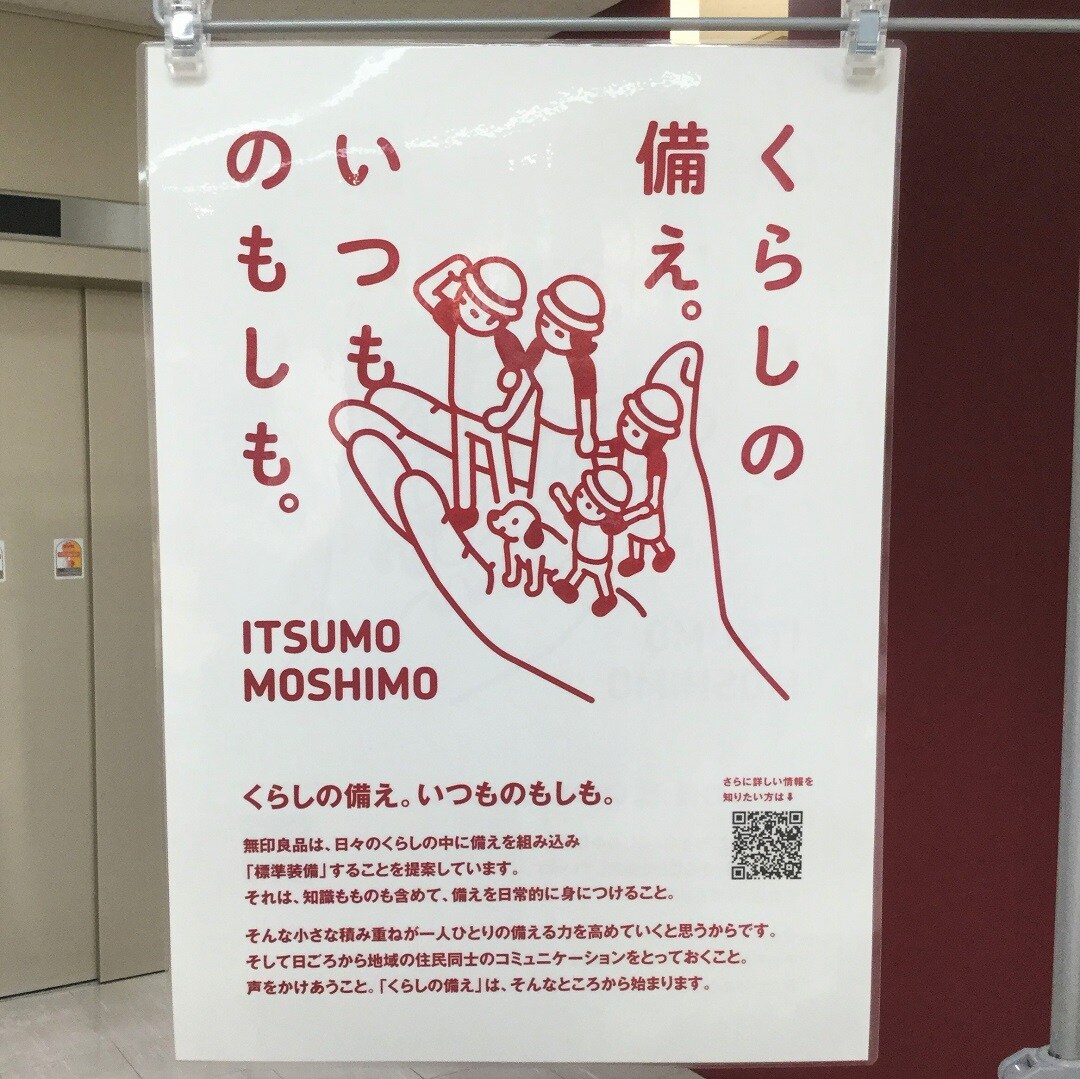 くらしの
備え。
いつも
のもしも。
ITSUMO
MOSHIMO
くらしの備え。いつものもしも。
無印良品は、日々のくらしの中に備えを組み込み
「標準装備」することを提案しています。
それは、知識もものも含めて、備えを日常的に身につけること。
そんな小さな積み重ねが一人ひとりの備える力を高めていくと思うからです。
そして日ごろから地域の住民同士のコミュニケーションをとっておくこと。
声をかけあうこと。「くらしの備え」は、そんなところから始まります。
さらに詳しい情報を
知りたい方は⬇